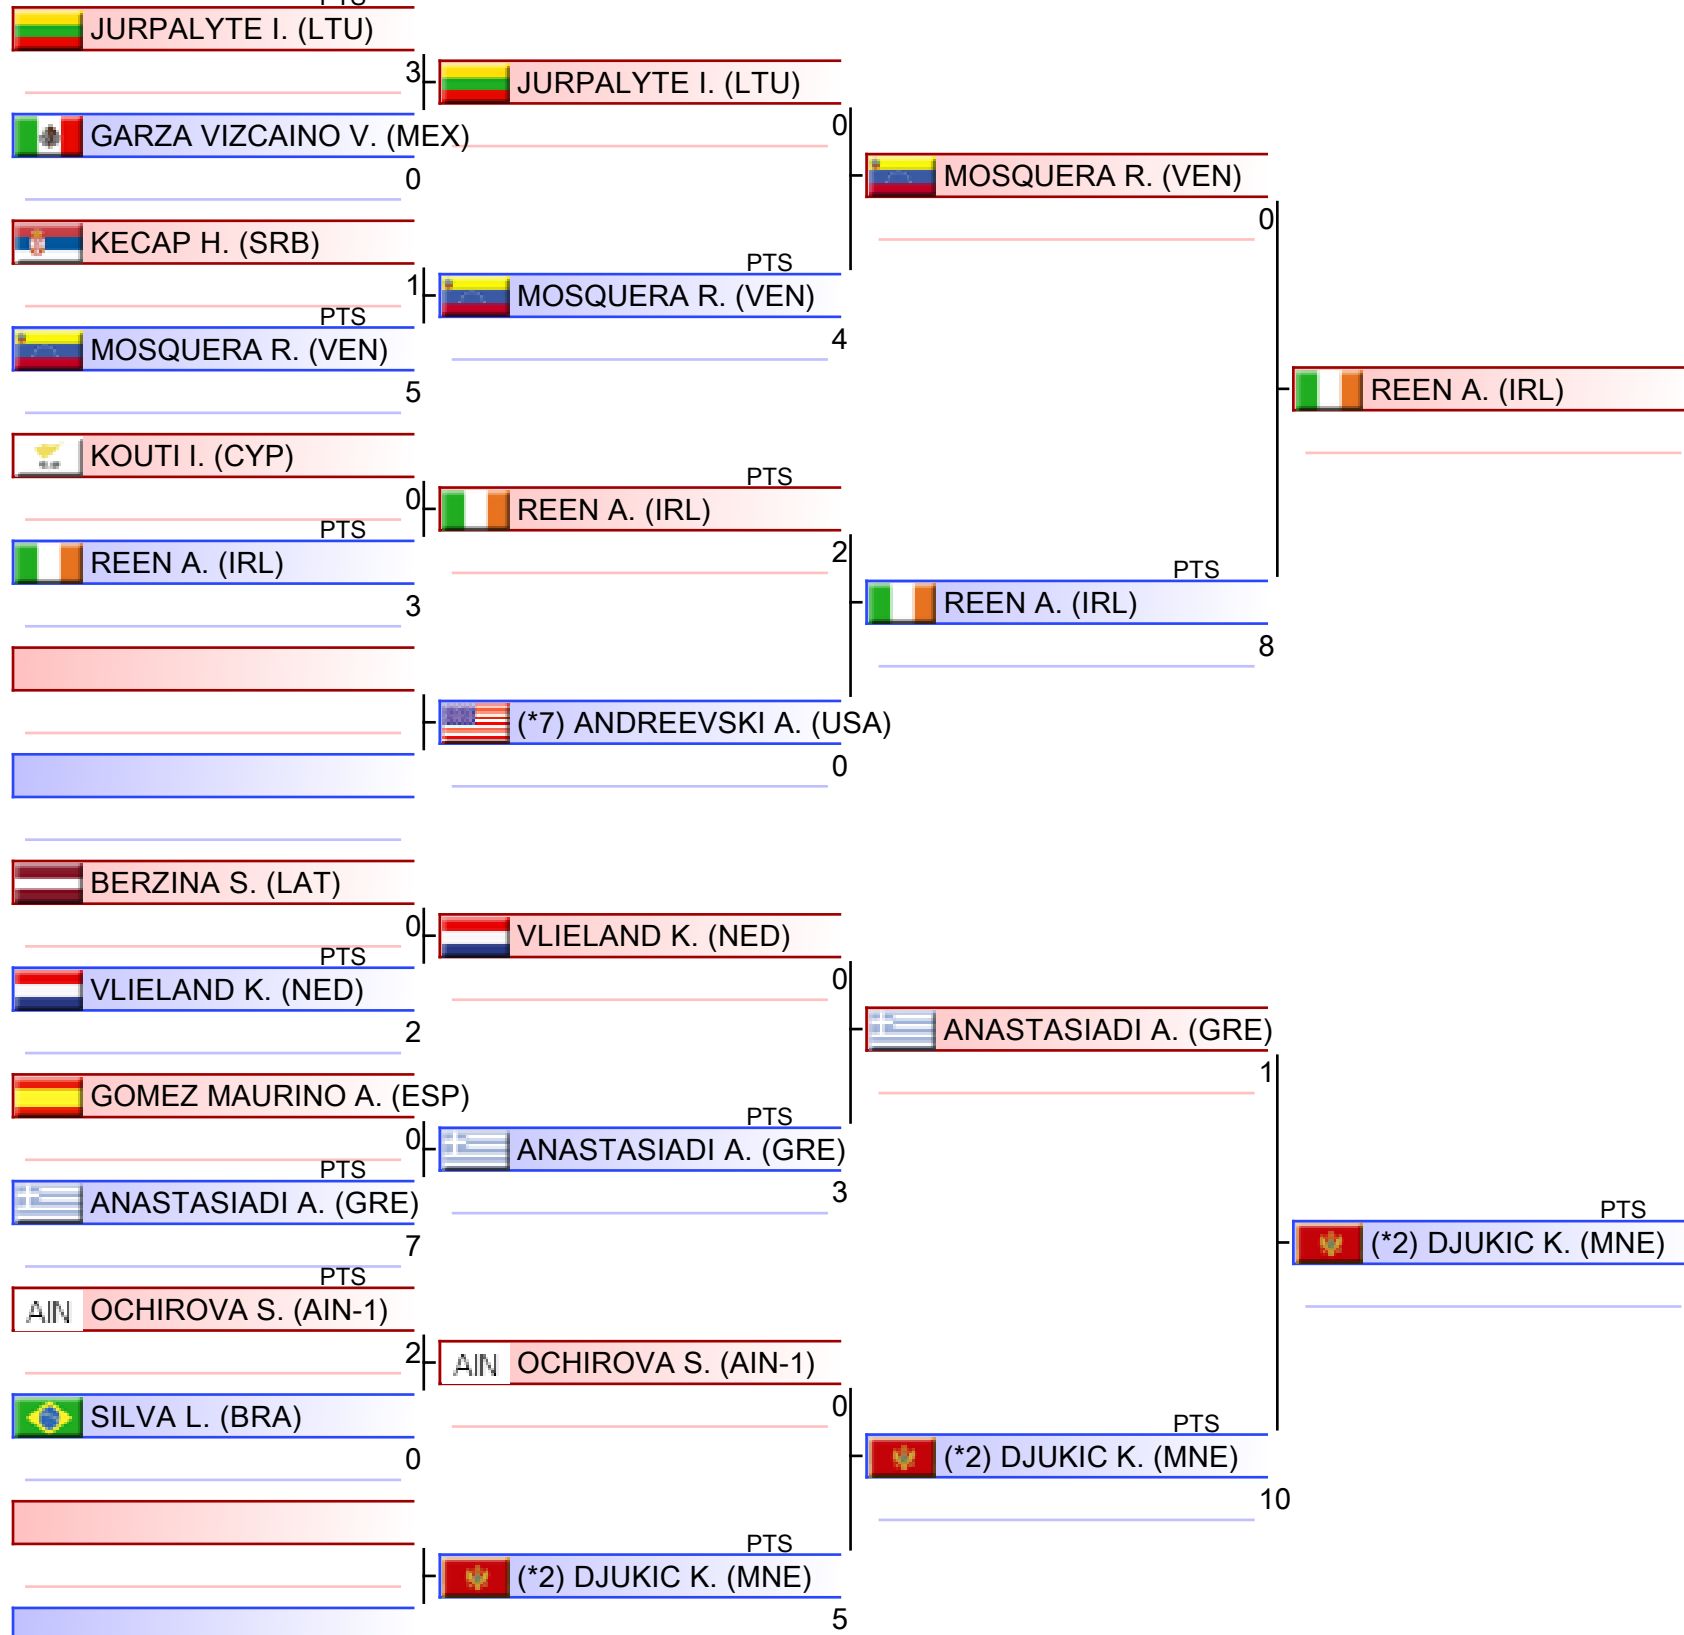 PTS
JURPALYTE I. (LTU)
3
GARZA VIZCAINO V. (MEX)
0
KECAP H. (SRB)
1
PTS
MOSQUERA R. (VEN)
5
KOUTI I. (CYP)
0
PTS
REEN A. (IRL)
3
BERZINA S. (LAT)
0
PTS
VLIELAND K. (NED)
2
GOMEZ MAURINO A. (ESP)
0
PTS
ANASTASIADI A. (GRE)
7
PTS
AIN OCHIROVA S. (AIN-1)
2
SILVA L. (BRA)
0
JURPALYTE I. (LTU)
0
PTS
MOSQUERA R. (VEN)
4
PTS
REEN A. (IRL)
2
(*7) ANDREEVSKI A. (USA)
0
VLIELAND K. (NED)
0
PTS
ANASTASIADI A. (GRE)
3
AIN OCHIROVA S. (AIN-1)
0
PTS
(*2) DJUKIC K. (MNE)
5
MOSQUERA R. (VEN)
0
PTS
REEN A. (IRL)
8
ANASTASIADI A. (GRE)
1
PTS
(*2) DJUKIC K. (MNE)
10
REEN A. (IRL)
PTS
(*2) DJUKIC K. (MNE)